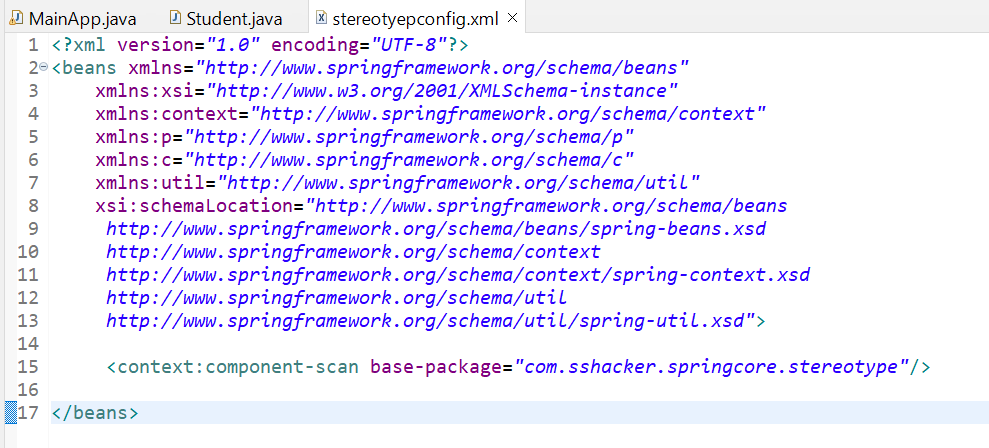 MainApp.java Student.java stereotyepconfig.xml
1 <?xml version="1.0" encoding="UTF-8"?>
2 <beans xmlns="http://www.springframework.org/schema/beans"
3 xmlns:xsi="http://www.w3.org/2001/XMLSchema-instance"
4 xmlns:context="http://www.springframework.org/schema/context"
5 xmlns:p="http://www.springframework.org/schema/p"
6 xmlns:c="http://www.springframework.org/schema/c"
7 xmlns:util="http://www.springframework.org/schema/util"
8 xsi:schemaLocation="http://www.springframework.org/schema/beans
9 http://www.springframework.org/schema/beans/spring-beans.xsd
10 http://www.springframework.org/schema/context
11 http://www.springframework.org/schema/context/spring-context.xsd
12 http://www.springframework.org/schema/util
13 http://www.springframework.org/schema/util/spring-util.xsd">
14
15 <context:component-scan base-package="com.sshacker.springcore.stereotype"/>
16
17 </beans>